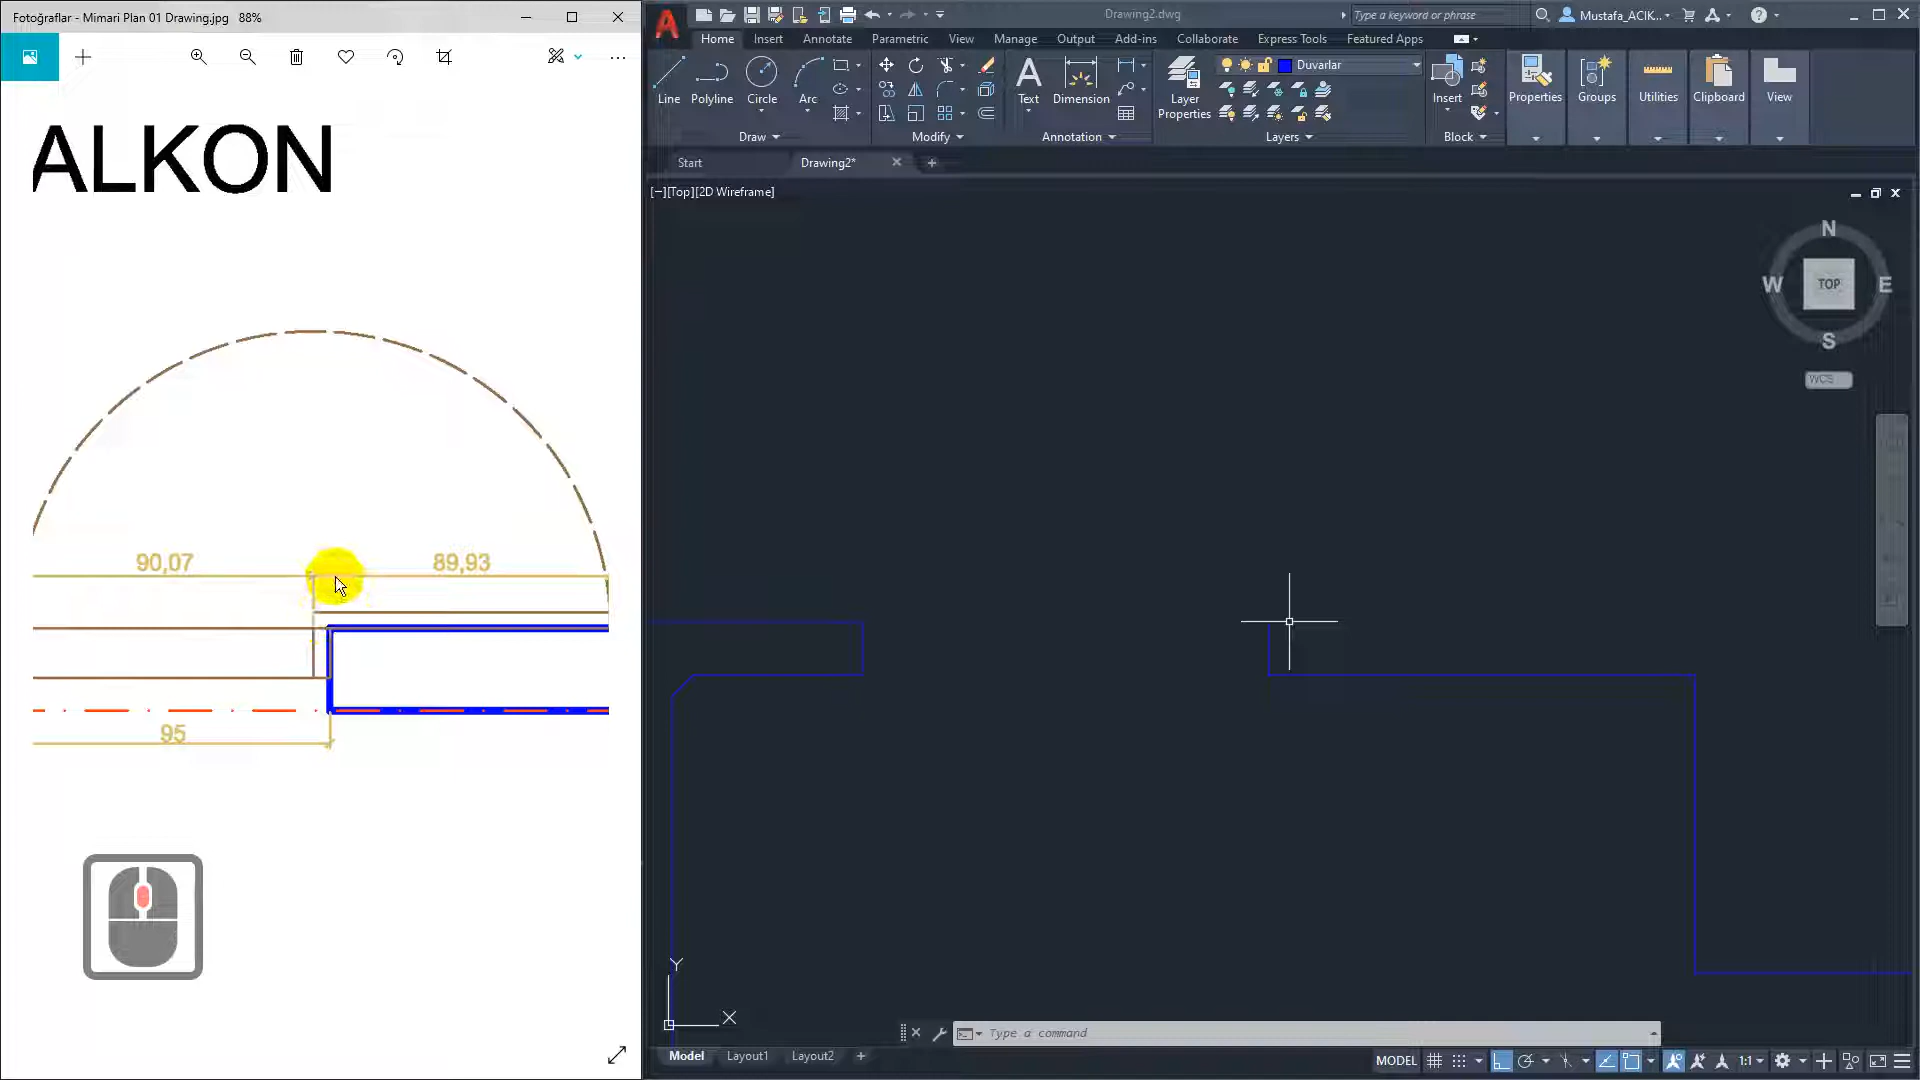 Fotoğraflar - Mimari Plan 01 Drawing.jpg 88%
ALKON
90,07
89,93
95
Drawing2.dwg
Type a keyword or phrase
Mustafa_ACIK...
Home Insert Annotate Parametric View Manage Output Add-ins Collaborate Express Tools Featured Apps
Line Polyline Circle Arc
Draw
Modify
Text Dimension
Annotation
Layer Properties
Duvarlar
Layers
Insert
Block
Properties
Groups
Utilities
Clipboard
View
Start
Drawing2*
[−][Top][2D Wireframe]
N
W TOP E
S
WCS
Y
X
Type a command
Model Layout1 Layout2
MODEL
1:1